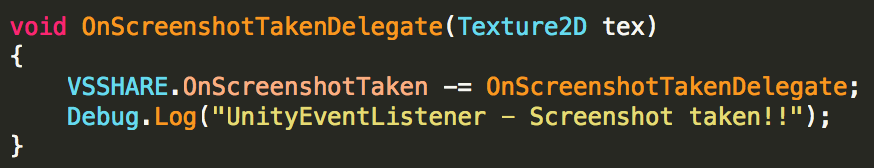 void OnScreenshotTakenDelegate(Texture2D tex)
{
    VSSHARE.OnScreenshotTaken -= OnScreenshotTakenDelegate;
    Debug.Log("UnityEventListener - Screenshot taken!!");
}